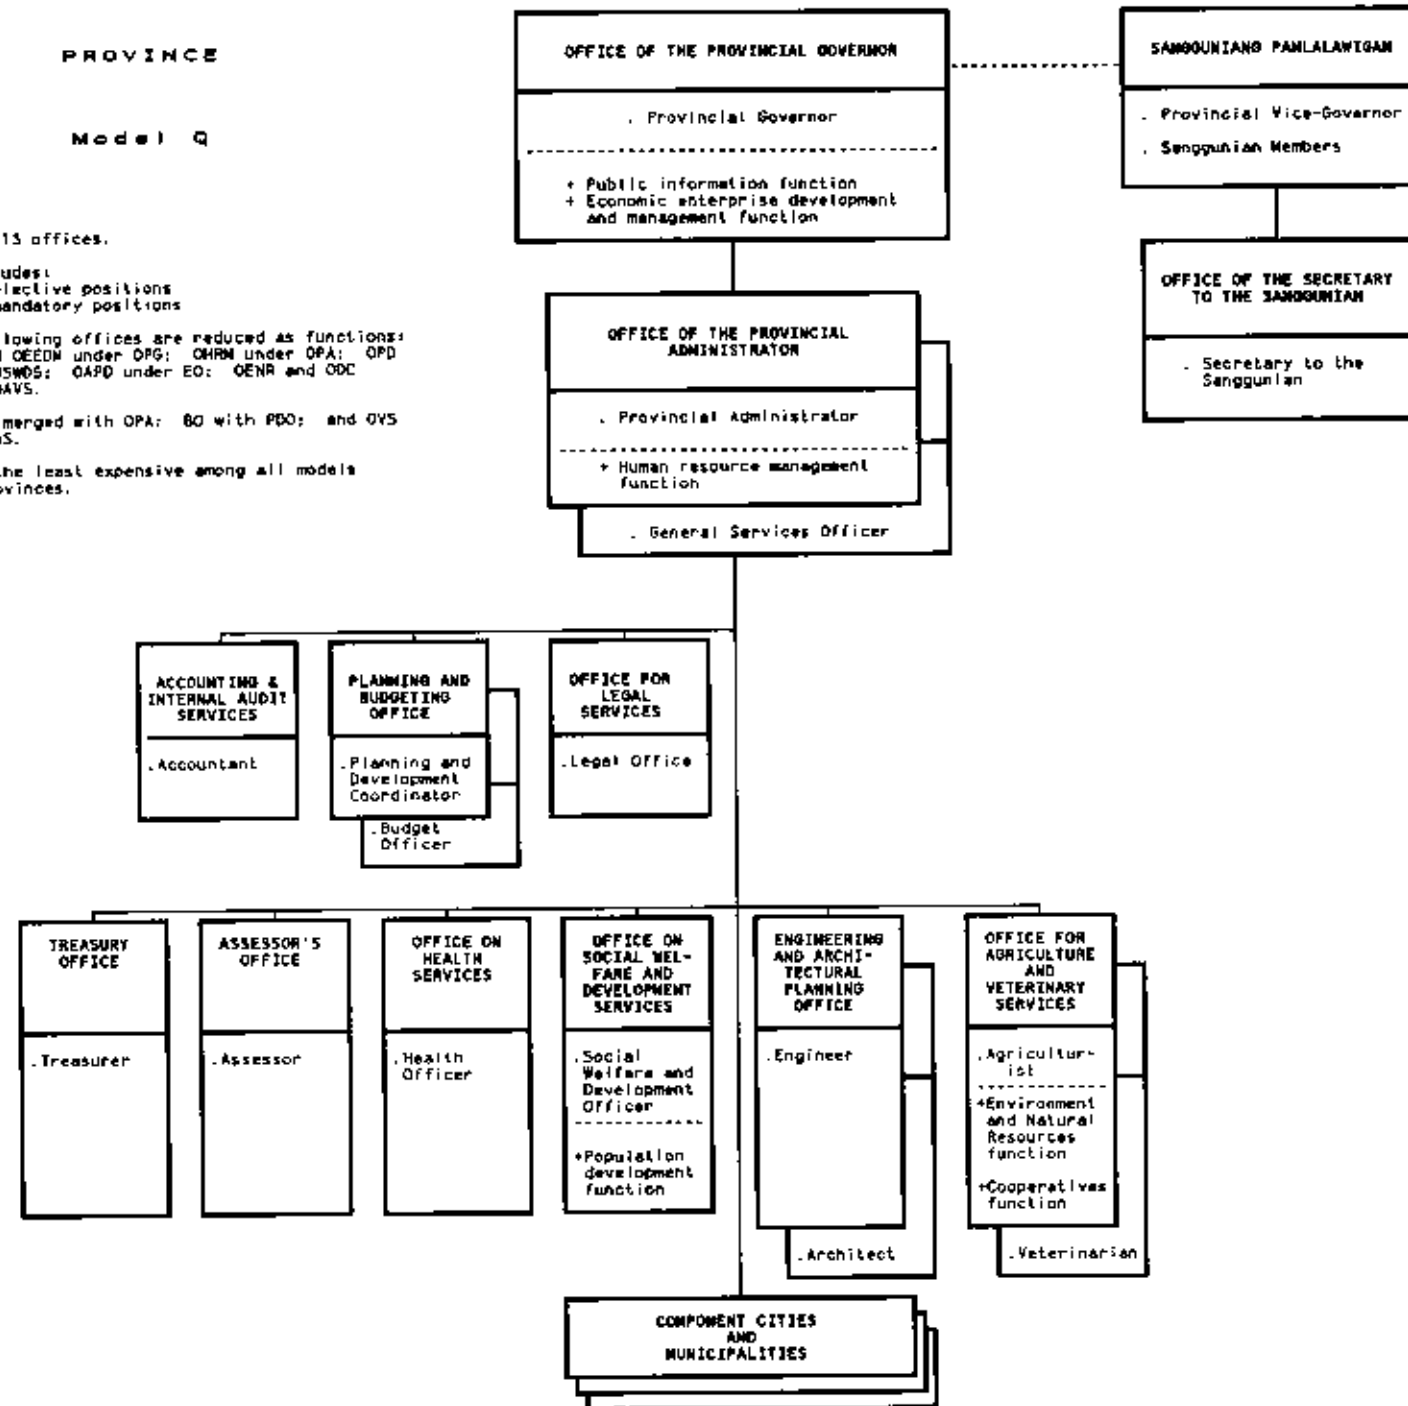 PROVINCE
Model Q
13 offices.
udes:
lective positions
andatory positions
lowing offices are reduced as functions:
OEEDM under OPG; OHRM under OPA; OPD
OSWDS; OAPD under EO; OENR and ODC
OAVS.
merged with OPA; BO with PDO; and OVS
S.
he least expensive among all models
ovinces.
OFFICE OF THE PROVINCIAL GOVERNOR
. Provincial Governor
+ Public information function
+ Economic enterprise development
and management function
SANGGUNIANG PANLALAWIGAN
. Provincial Vice-Governor
. Sanggunian Members
OFFICE OF THE SECRETARY
TO THE SANGGUNIAN
. Secretary to the
Sanggunian
OFFICE OF THE PROVINCIAL
ADMINISTRATOR
. Provincial Administrator
+ Human resource management
function
. General Services Officer
ACCOUNTING &
INTERNAL AUDIT
SERVICES
.Accountant
PLANNING AND
BUDGETING
OFFICE
.Planning and
Development
Coordinator
.Budget
Officer
OFFICE FOR
LEGAL
SERVICES
.Legal Office
TREASURY
OFFICE
.Treasurer
ASSESSOR'S
OFFICE
.Assessor
OFFICE ON
HEALTH
SERVICES
.Health
Officer
OFFICE ON
SOCIAL WEL-
FARE AND
DEVELOPMENT
SERVICES
.Social
Welfare and
Development
Officer
+Population
development
function
ENGINEERING
AND ARCHI-
TECTURAL
PLANNING
OFFICE
.Engineer
.Architect
OFFICE FOR
AGRICULTURE
AND
VETERINARY
SERVICES
.Agricultur-
ist
+Environment
and Natural
Resources
function
+Cooperatives
function
.Veterinarian
COMPONENT CITIES
AND
MUNICIPALITIES